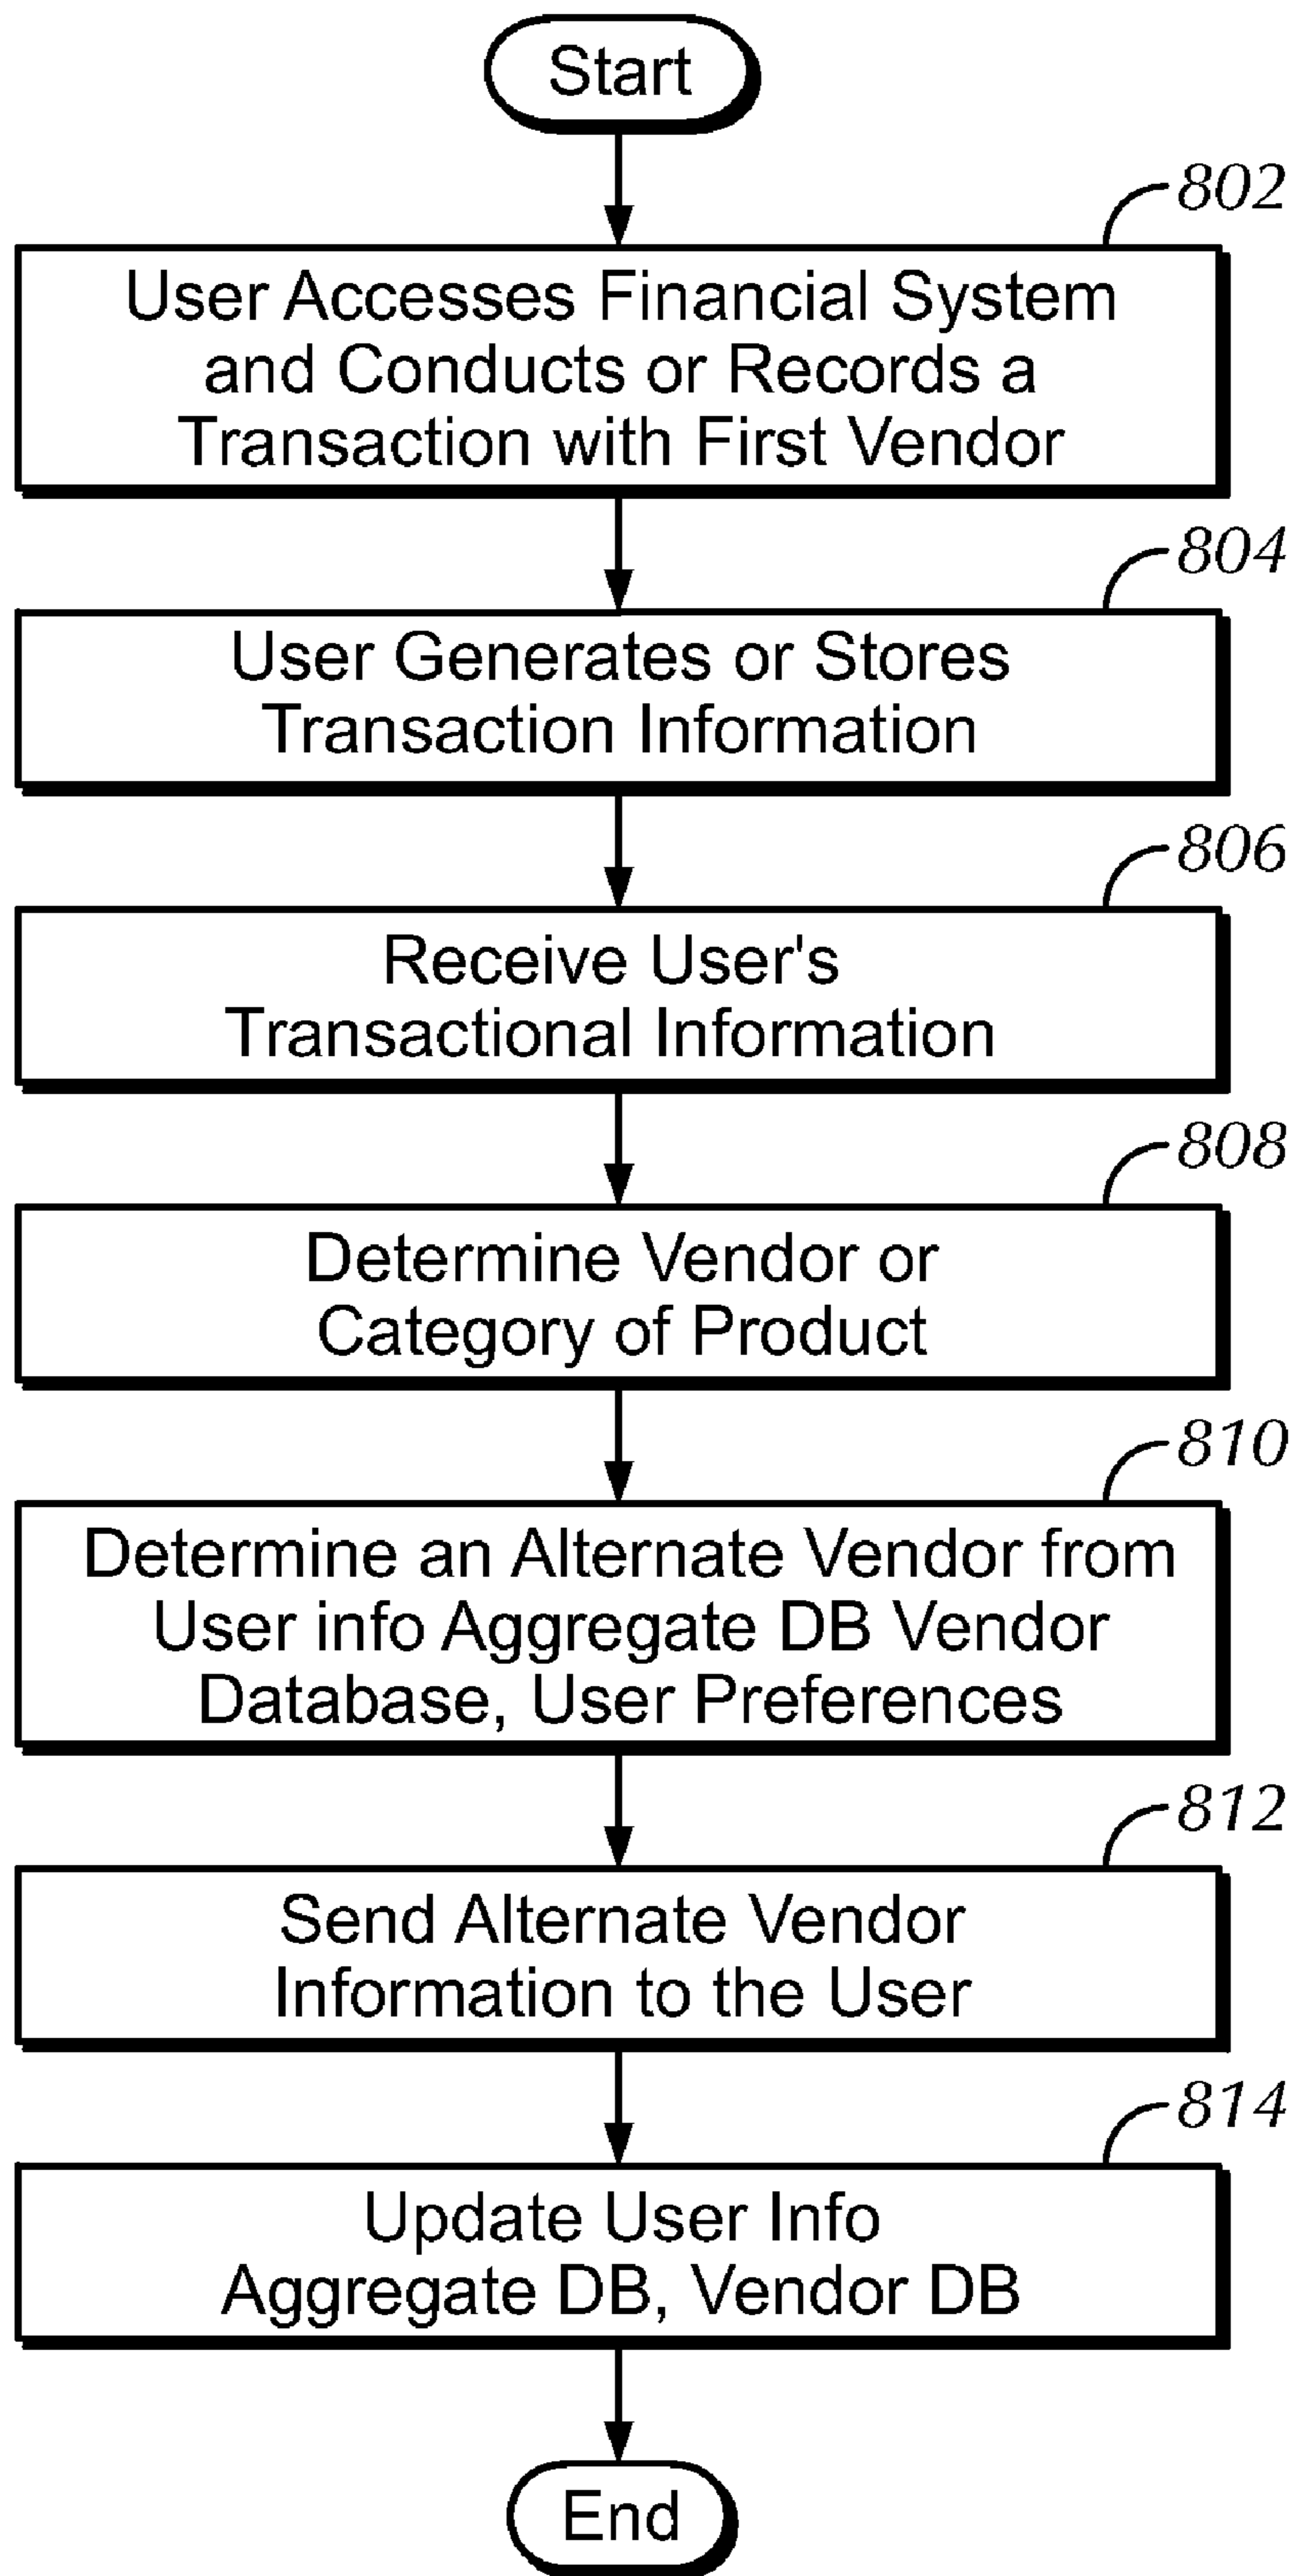 Start
802
User Accesses Financial System
and Conducts or Records a
Transaction with First Vendor
804
User Generates or Stores
Transaction Information
806
Receive User's
Transactional Information
808
Determine Vendor or
Category of Product
810
Determine an Alternate Vendor from
User info Aggregate DB Vendor
Database, User Preferences
812
Send Alternate Vendor
Information to the User
814
Update User Info
Aggregate DB, Vendor DB
End